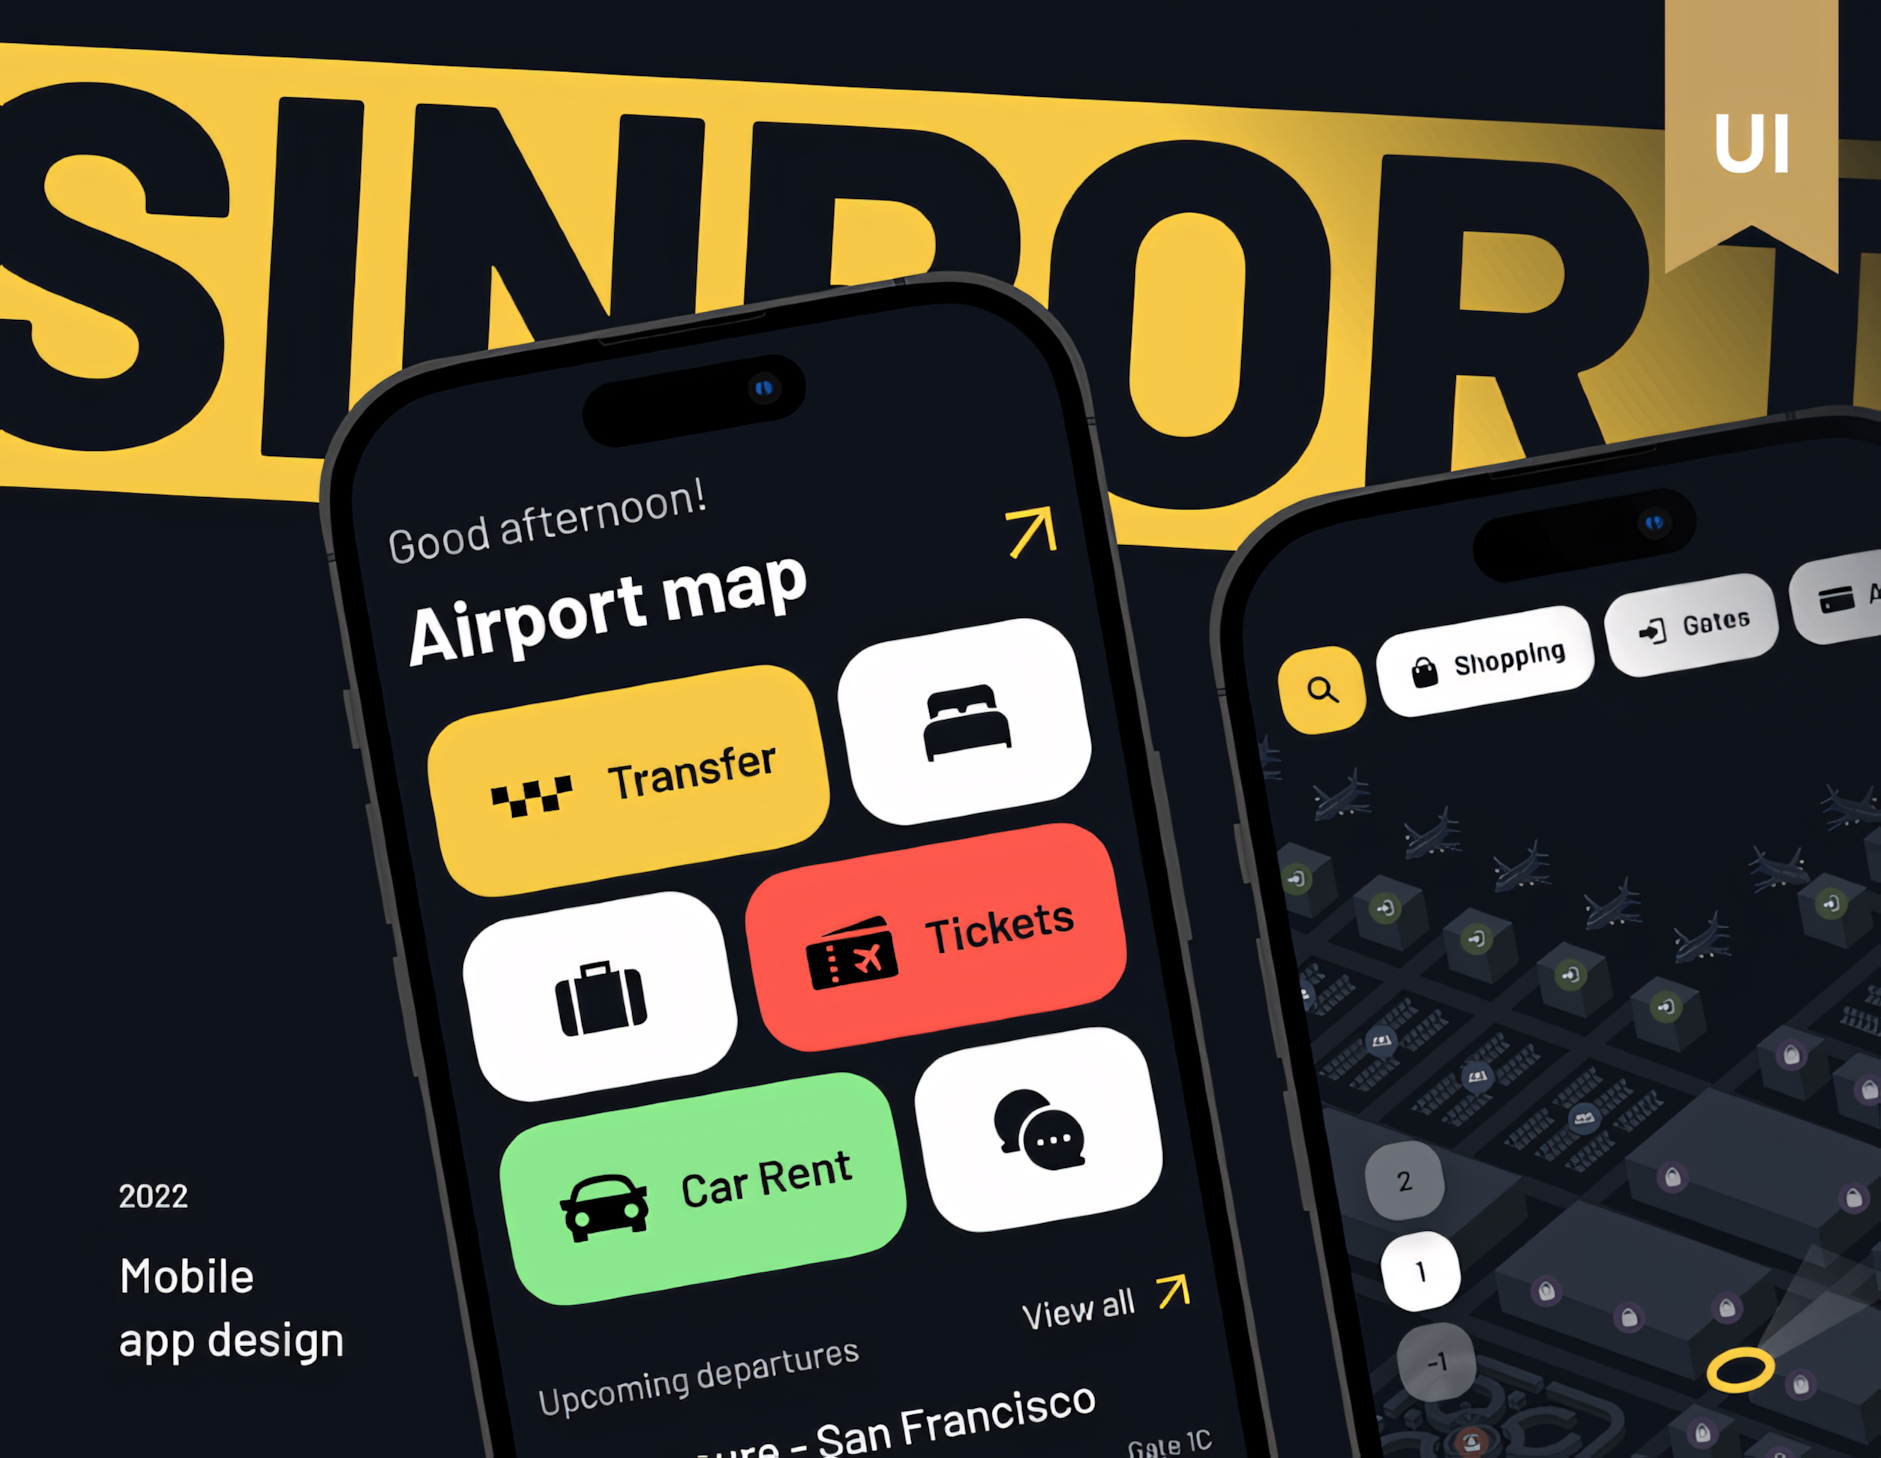 SINPORT
UI
Good afternoon!
Airport map
Transfer
Tickets
Car Rent
View all
Upcoming departures
- San Francisco
Gate 1C
Shopping
Gates
2
1
-1
2022
Mobile
app design